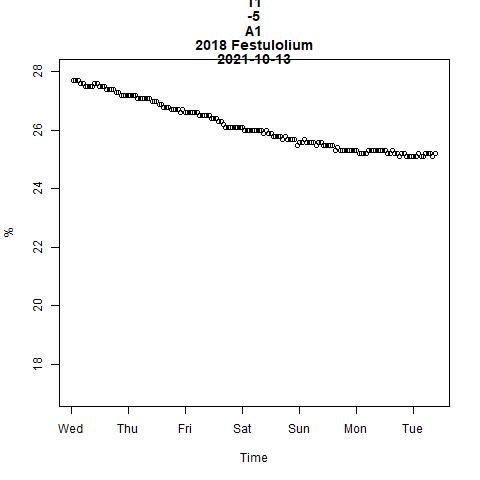 T1
-5
A1
2018 Festulolium
2021-10-13
28
26
24
22
20
18
%
Wed Thu Fri Sat Sun Mon Tue
Time